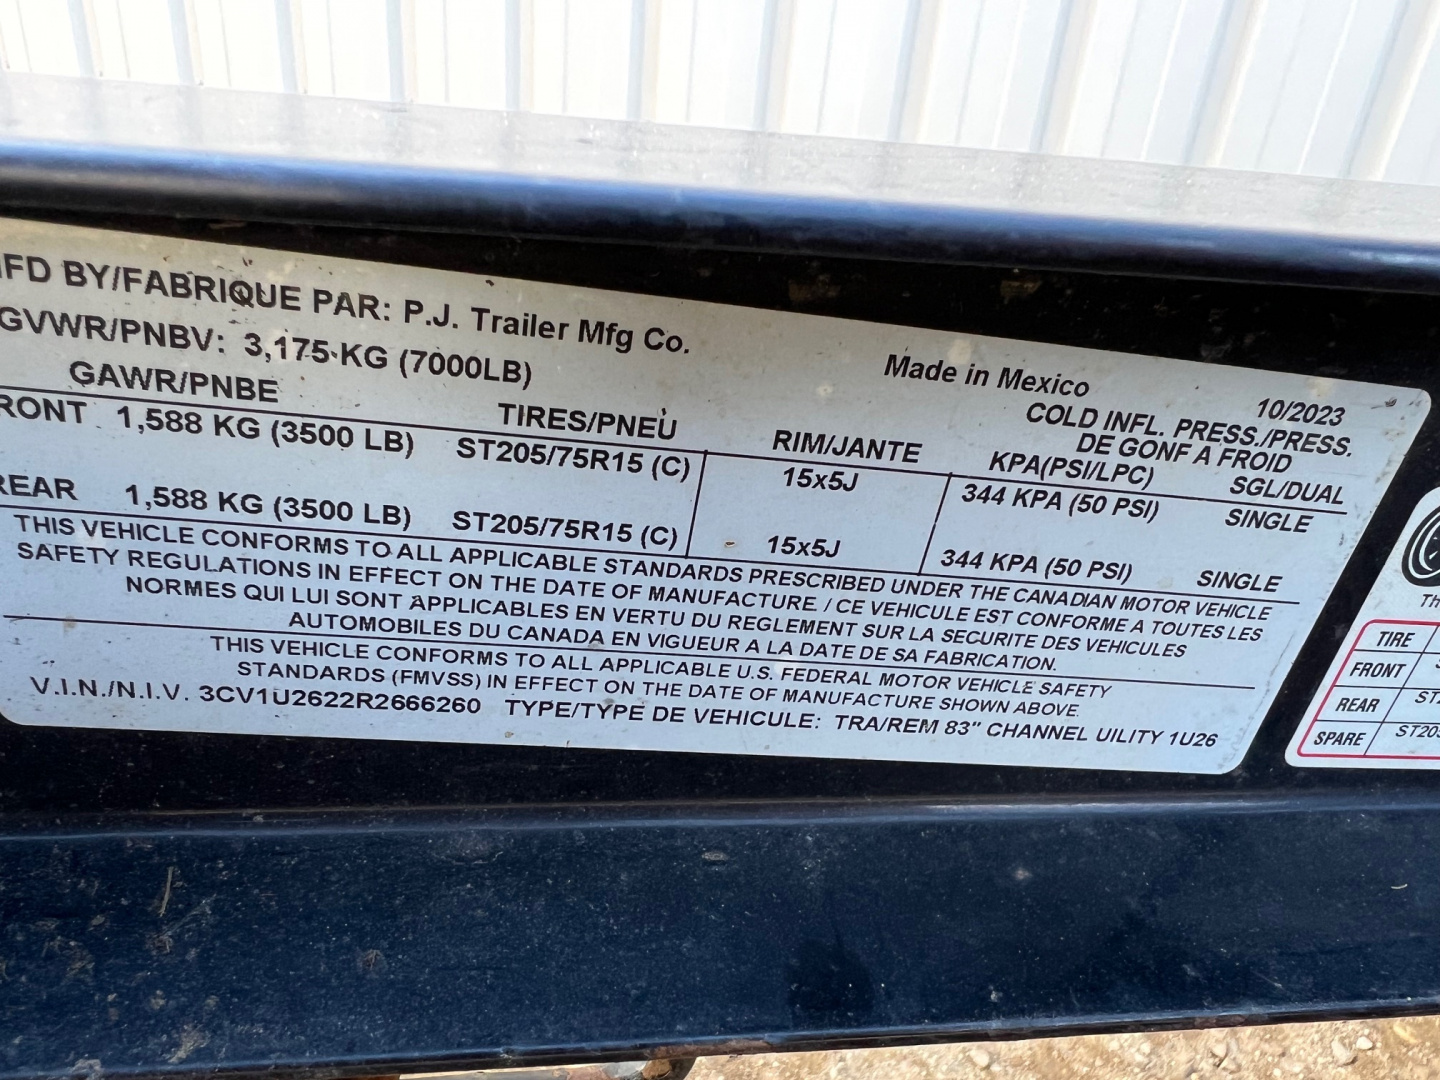 MFD BY/FABRIQUE PAR: P.J. Trailer Mfg Co.
GVWR/PNBV: 3,175 KG (7000LB)
Made in Mexico 10/2023
GAWR/PNBE TIRES/PNEU RIM/JANTE COLD INFL. PRESS./PRESS.
DE GONF A FROID
KPA(PSI/LPC) SGL/DUAL
FRONT 1,588 KG (3500 LB) ST205/75R15 (C) 15x5J 344 KPA (50 PSI) SINGLE
REAR 1,588 KG (3500 LB) ST205/75R15 (C) 15x5J 344 KPA (50 PSI) SINGLE
THIS VEHICLE CONFORMS TO ALL APPLICABLE STANDARDS PRESCRIBED UNDER THE CANADIAN MOTOR VEHICLE
SAFETY REGULATIONS IN EFFECT ON THE DATE OF MANUFACTURE / CE VEHICULE EST CONFORME A TOUTES LES
NORMES QUI LUI SONT APPLICABLES EN VERTU DU REGLEMENT SUR LA SECURITE DES VEHICULES
AUTOMOBILES DU CANADA EN VIGUEUR A LA DATE DE SA FABRICATION.
THIS VEHICLE CONFORMS TO ALL APPLICABLE U.S. FEDERAL MOTOR VEHICLE SAFETY
STANDARDS (FMVSS) IN EFFECT ON THE DATE OF MANUFACTURE SHOWN ABOVE.
V.I.N./N.I.V. 3CV1U2622R2666260 TYPE/TYPE DE VEHICULE: TRA/REM 83" CHANNEL UILITY 1U26
TIRE
FRONT
REAR
SPARE ST205